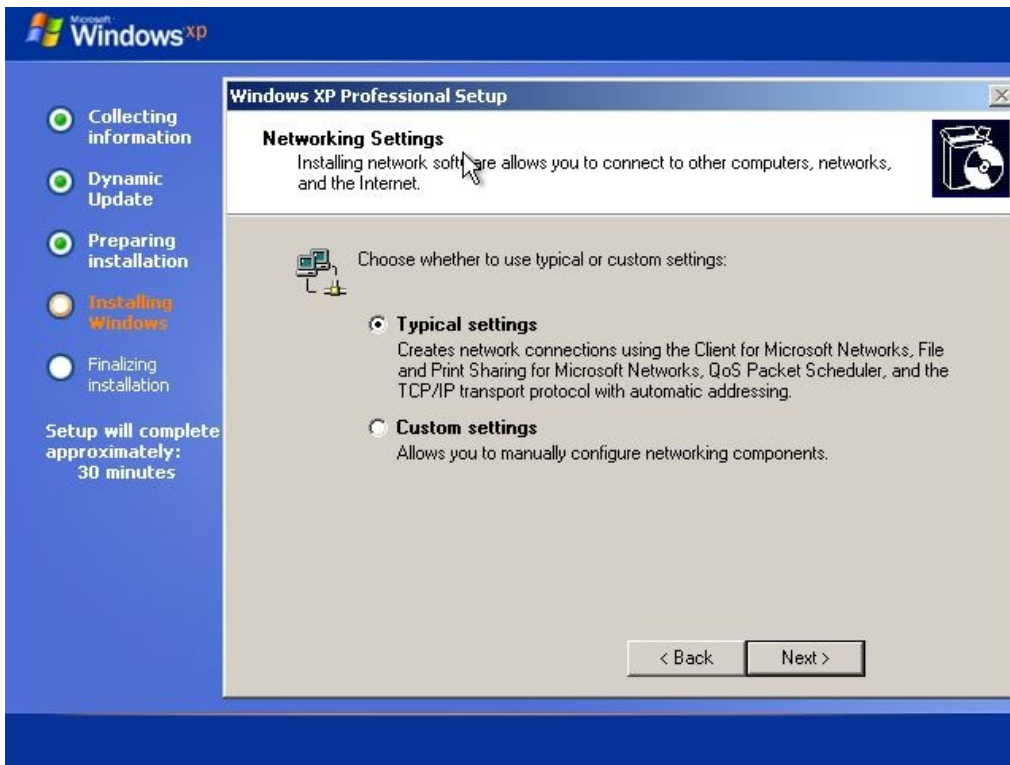 Microsoft
Windows xp
Collecting
information
Dynamic
Update
Preparing
installation
Installing
Windows
Finalizing
installation
Setup will complete
approximately:
30 minutes
Windows XP Professional Setup
Networking Settings
Installing network software allows you to connect to other computers, networks,
and the Internet.
Choose whether to use typical or custom settings:
Typical settings
Creates network connections using the Client for Microsoft Networks, File
and Print Sharing for Microsoft Networks, QoS Packet Scheduler, and the
TCP/IP transport protocol with automatic addressing.
Custom settings
Allows you to manually configure networking components.
< Back
Next >